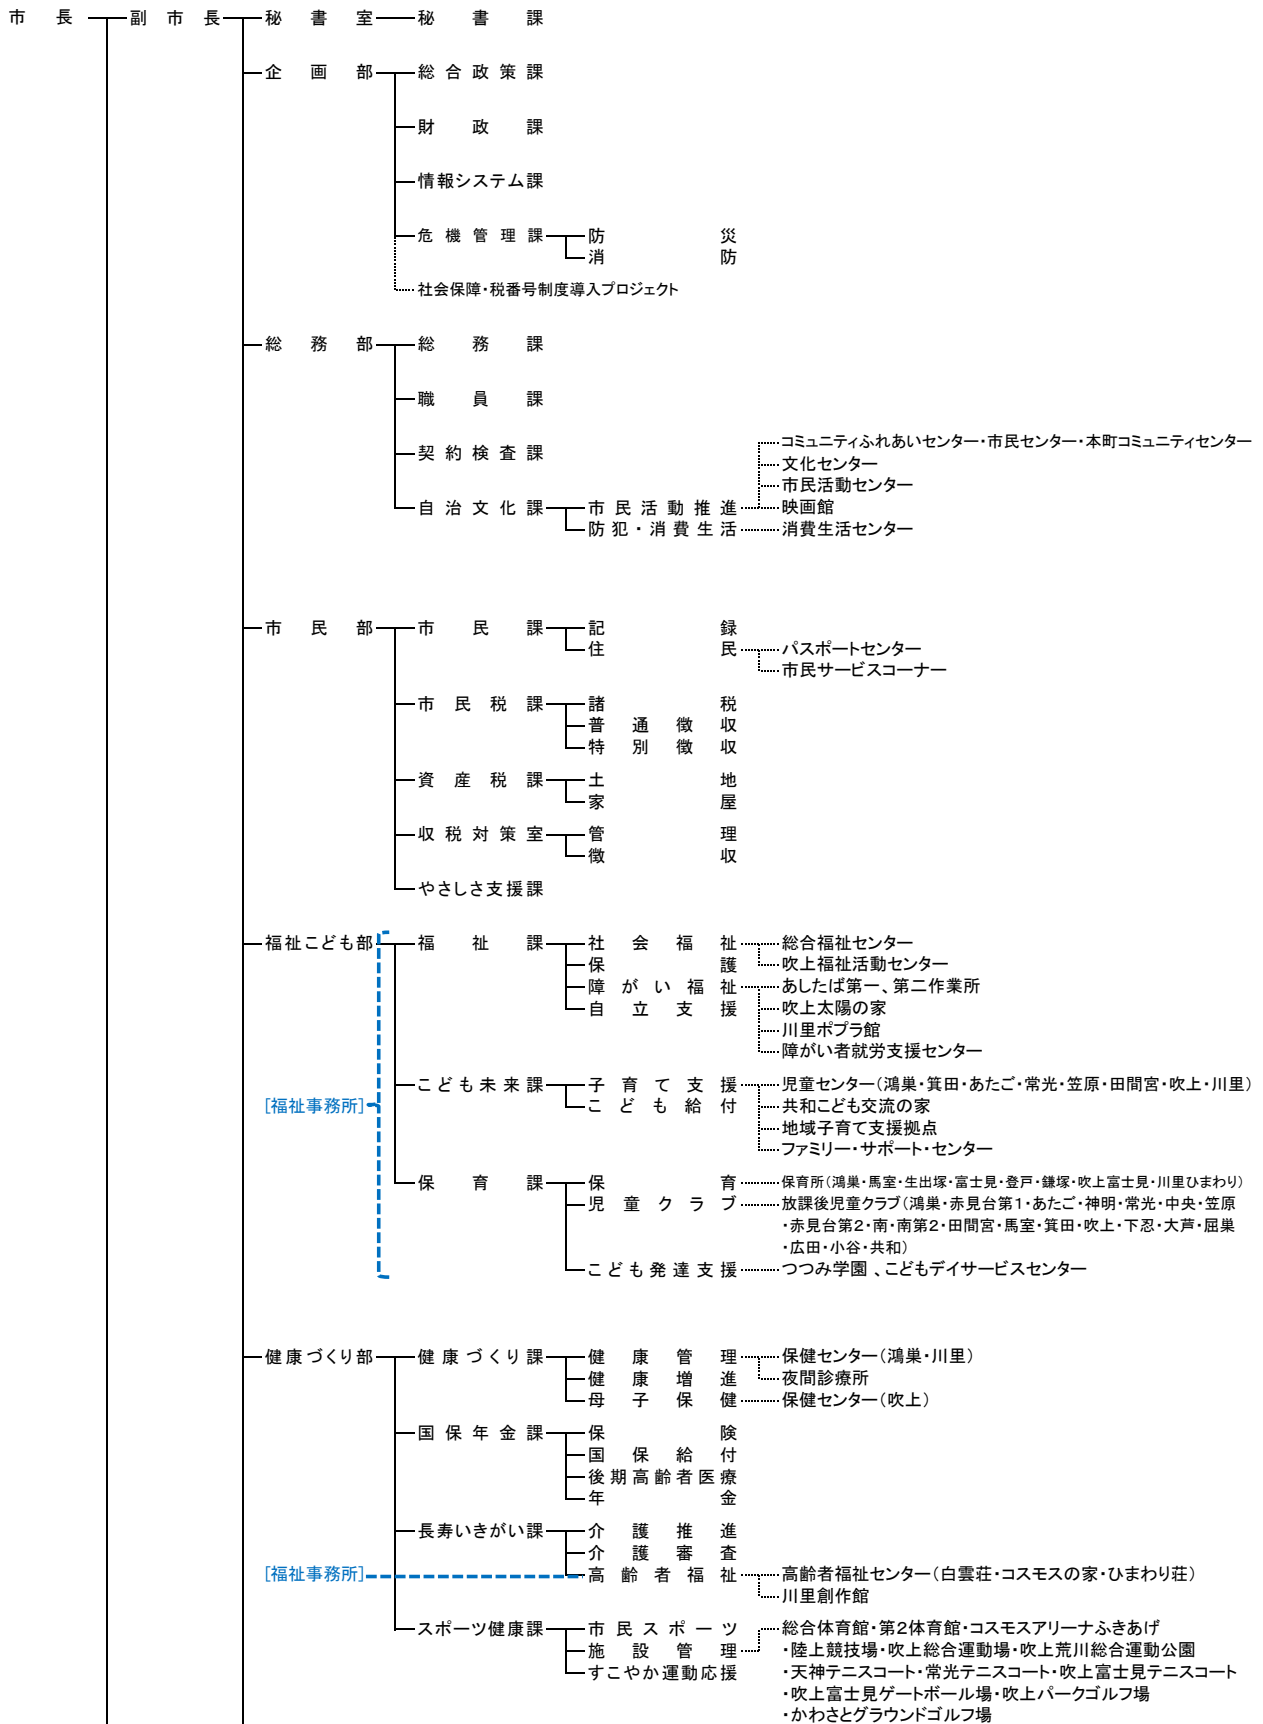 市長 副市長 秘書室 秘書課
企画部 総合政策課
財政課
情報システム課
危機管理課 防災
消防
社会保障・税番号制度導入プロジェクト
総務部 総務課
職員課
コミュニティふれあいセンター・市民センター・本町コミュニティセンター
契約検査課
文化センター
市民活動センター
自治文化課 市民活動推進 映画館
防犯・消費生活 消費生活センター
市民部 市民課 記録
住民 パスポートセンター
市民サービスコーナー
市民税課 諸税
普通徴収
特別徴収
資産税課 土地
家屋
収税対策室 管理
徴収
やさしさ支援課
福祉こども部 福祉課 社会福祉 総合福祉センター
保護 吹上福祉活動センター
障がい福祉 あしたば第一、第二作業所
自立支援 吹上太陽の家
川里ポプラ館
障がい者就労支援センター
こども未来課 子育て支援 児童センター(鴻巣・箕田・あたご・常光・笠原・田間宮・吹上・川里)
[福祉事務所] こども給付 共和こども交流の家
地域子育て支援拠点
ファミリー・サポート・センター
保育課 保育 保育所(鴻巣・馬室・生出塚・富士見・登戸・鎌塚・吹上富士見・川里ひまわり)
児童クラブ 放課後児童クラブ(鴻巣・赤見台第1・あたご・神明・常光・中央・笠原
・赤見台第2・南・南第2・田間宮・馬室・箕田・吹上・下忍・大芦・屈巣
・広田・小谷・共和)
こども発達支援 つつみ学園、こどもデイサービスセンター
健康づくり部 健康づくり課 健康管理 保健センター(鴻巣・川里)
健康増進 夜間診療所
母子保健 保健センター(吹上)
国保年金課 保険
国保給付
後期高齢者医療
年金
長寿いきがい課 介護推進
介護審査
[福祉事務所] 高齢者福祉 高齢者福祉センター(白雲荘・コスモスの家・ひまわり荘)
川里創作館
スポーツ健康課 市民スポーツ 総合体育館・第2体育館・コスモスアリーナふきあげ
施設管理 ・陸上競技場・吹上総合運動場・吹上荒川総合運動公園
すこやか運動応援 ・天神テニスコート・常光テニスコート・吹上富士見テニスコート
・吹上富士見ゲートボール場・吹上パークゴルフ場
・かわさとグラウンドゴルフ場